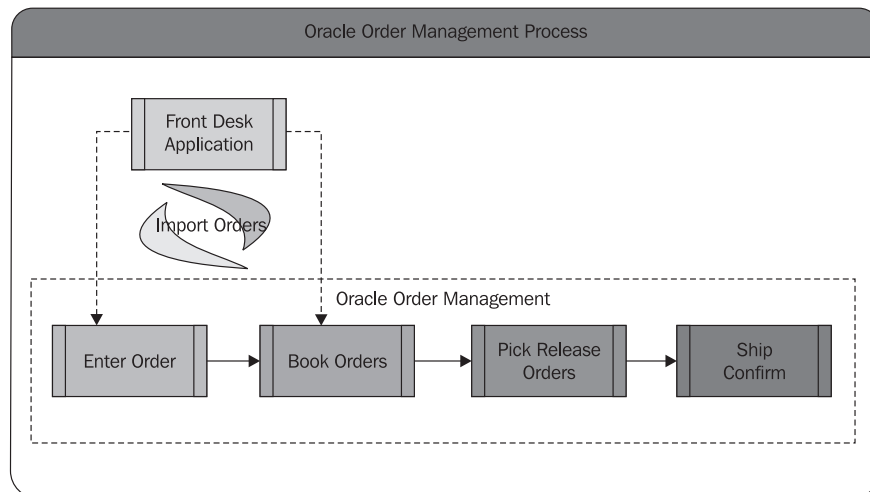 Oracle Order Management Process
Front Desk
Application
Import Orders
Oracle Order Management
Enter Order
Book Orders
Pick Release
Orders
Ship
Confirm